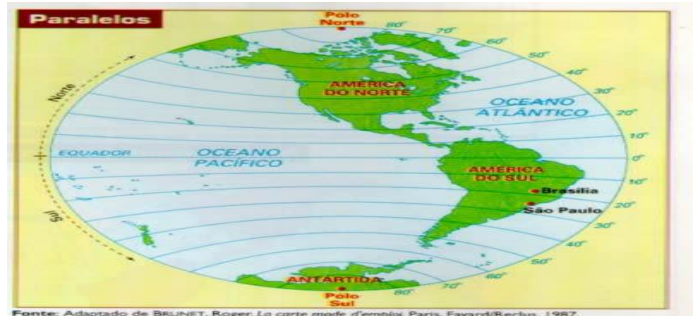 Paralelos
Pólo
Norte
80°
70°
60°
50°
40°
30°
20°
10°
0°
10°
20°
30°
40°
50°
60°
70°
80°
Norte
Sul
AMÉRICA
DO NORTE
OCEANO
ATLÂNTICO
EQUADOR
OCEANO
PACÍFICO
AMÉRICA
DO SUL
Brasília
São Paulo
ANTÁRTIDA
Pólo
Sul
Fonte: Adaptado de BRUNET, Roger. La carte mode d'emploi. Paris, Fayard/Reclus, 1987.